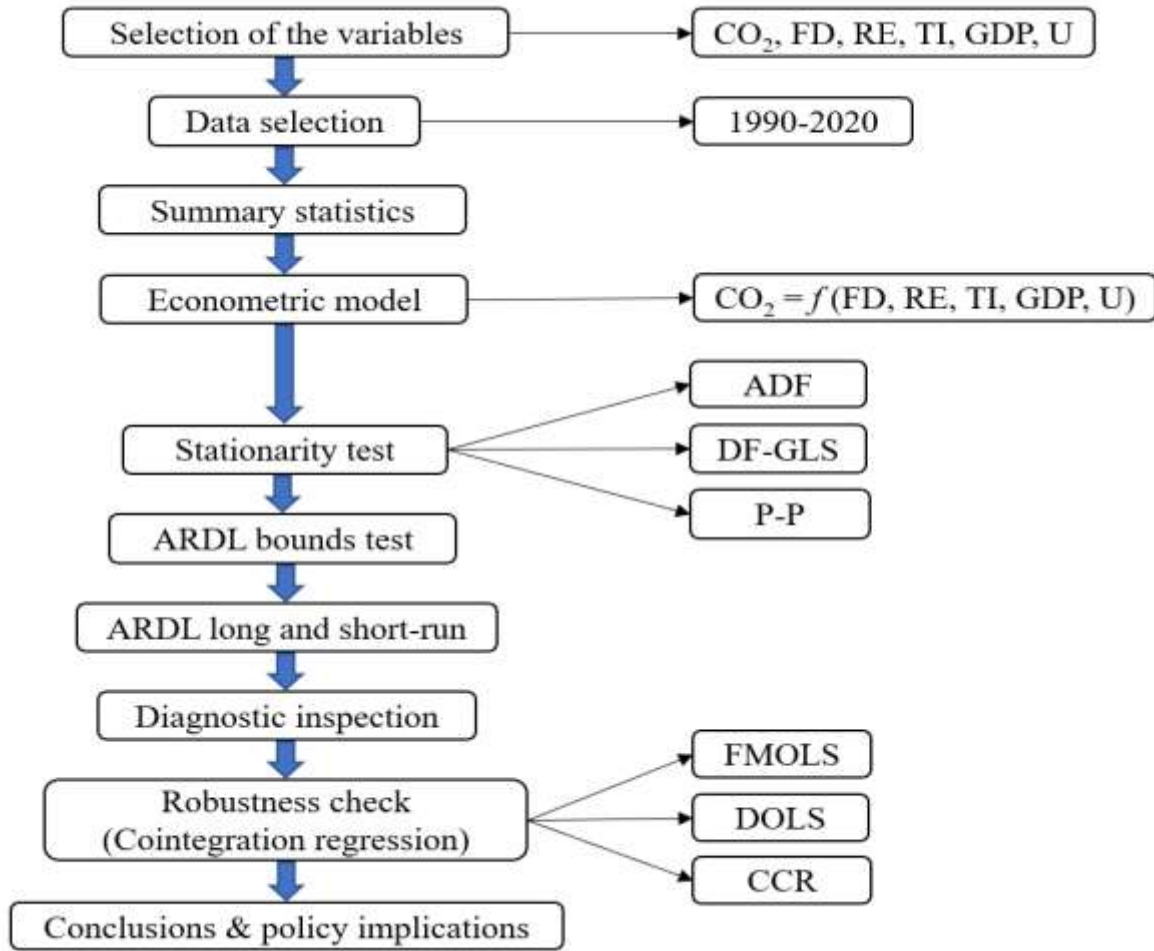 Selection of the variables
CO₂, FD, RE, TI, GDP, U
Data selection
1990-2020
Summary statistics
Econometric model
CO₂ = f (FD, RE, TI, GDP, U)
Stationarity test
ADF
DF-GLS
P-P
ARDL bounds test
ARDL long and short-run
Diagnostic inspection
Robustness check
(Cointegration regression)
FMOLS
DOLS
CCR
Conclusions & policy implications